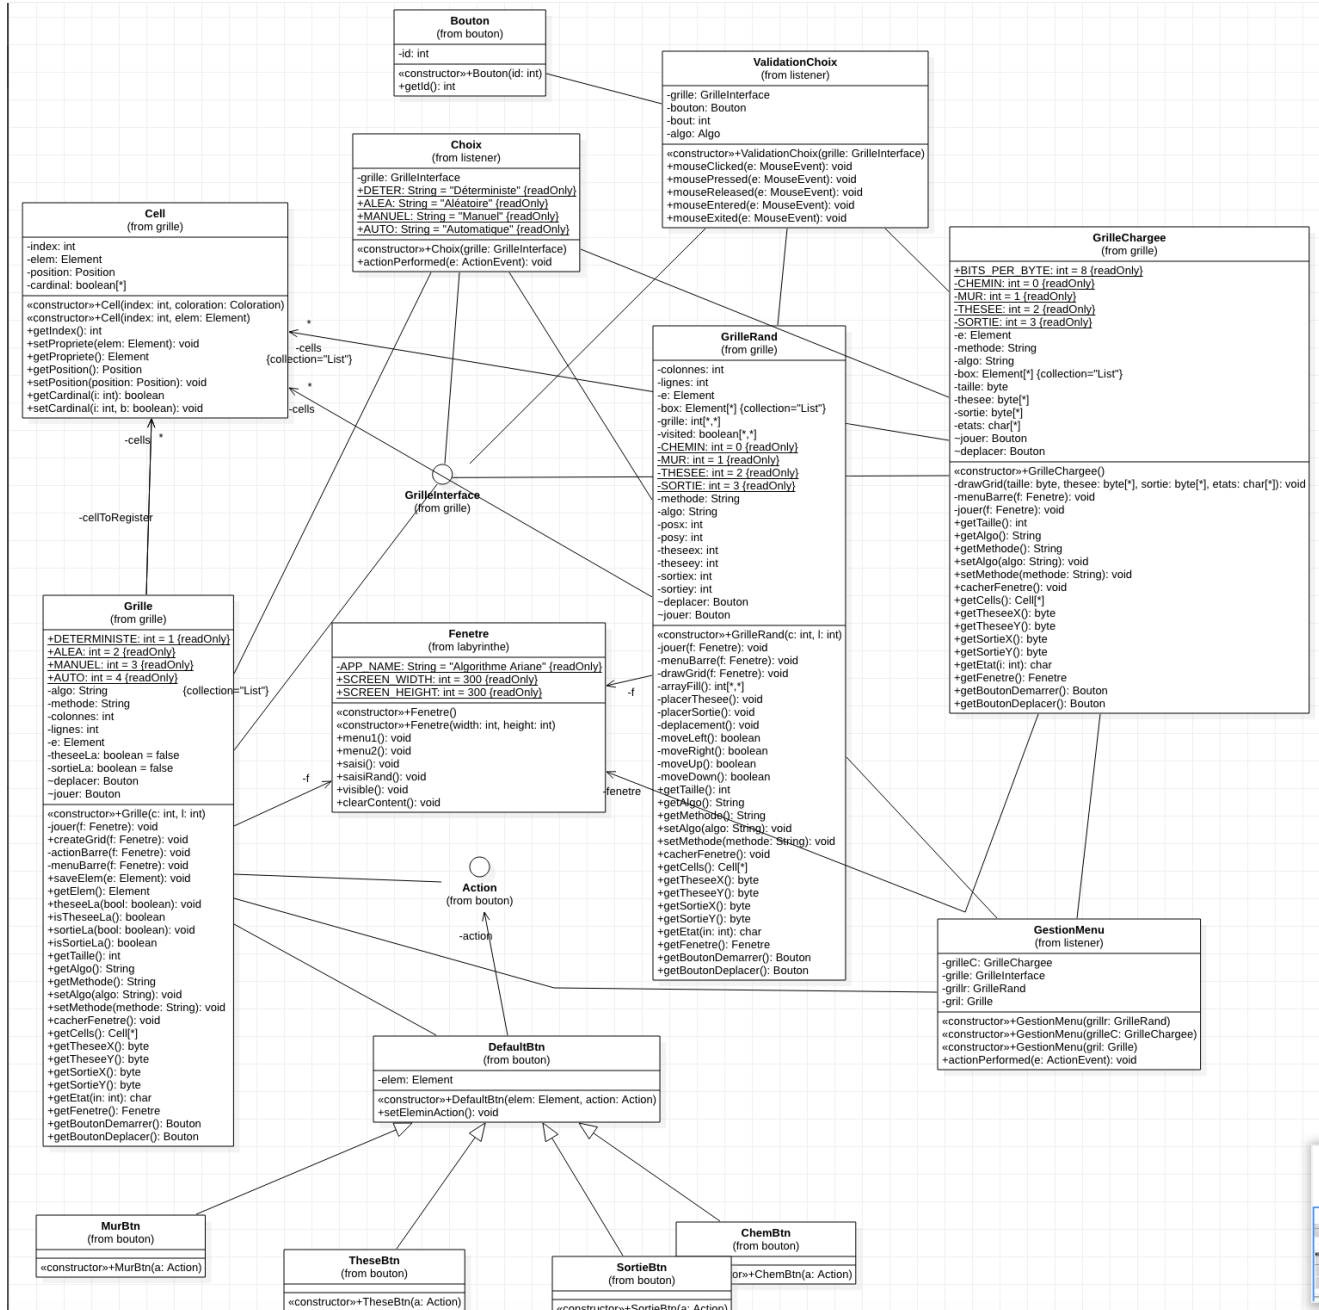 Bouton
(from bouton)
-id: int
«constructor»+Bouton(id: int)
+getId(): int
ValidationChoix
(from listener)
-grille: GrilleInterface
-bouton: Bouton
-bout: int
-algo: Algo
«constructor»+ValidationChoix(grille: GrilleInterface)
+mouseClicked(e: MouseEvent): void
+mousePressed(e: MouseEvent): void
+mouseReleased(e: MouseEvent): void
+mouseEntered(e: MouseEvent): void
+mouseExited(e: MouseEvent): void
Choix
(from listener)
-grille: GrilleInterface
+DETER: String = "Déterministe" {readOnly}
+ALEA: String = "Aléatoire" {readOnly}
+MANUEL: String = "Manuel" {readOnly}
+AUTO: String = "Automatique" {readOnly}
«constructor»+Choix(grille: GrilleInterface)
+actionPerformed(e: ActionEvent): void
Cell
(from grille)
-index: int
-elem: Element
-position: Position
-cardinal: boolean[*]
«constructor»+Cell(index: int, coloration: Coloration)
«constructor»+Cell(index: int, elem: Element)
+getIndex(): int
+setPropriete(elem: Element): void
+getPropriete(): Element
+getPosition(): Position
+setPosition(position: Position): void
+getCardinal(i: int): boolean
+setCardinal(i: int, b: boolean): void
*
-cells
{collection="List"}
*
-cells
-cells *
-cellToRegister
GrilleChargee
(from grille)
+BITS_PER_BYTE: int = 8 {readOnly}
-CHEMIN: int = 0 {readOnly}
-MUR: int = 1 {readOnly}
-THESEE: int = 2 {readOnly}
-SORTIE: int = 3 {readOnly}
-e: Element
-methode: String
-algo: String
-box: Element[*] {collection="List"}
-taille: byte
-thesee: byte[*]
-sortie: byte[*]
-etats: char[*]
~jouer: Bouton
~deplacer: Bouton
«constructor»+GrilleChargee()
-drawGrid(taille: byte, thesee: byte[*], sortie: byte[*], etats: char[*]): void
-menuBarre(f: Fenetre): void
-jouer(f: Fenetre): void
+getTaille(): int
+getAlgo(): String
+getMethode(): String
+setAlgo(algo: String): void
+setMethode(methode: String): void
+cacherFenetre(): void
+getCells(): Cell[*]
+getTheseeX(): byte
+getTheseeY(): byte
+getSortieX(): byte
+getSortieY(): byte
+getEtat(i: int): char
+getFenetre(): Fenetre
+getBoutonDemarrer(): Bouton
+getBoutonDeplacer(): Bouton
GrilleRand
(from grille)
-colonnes: int
-lignes: int
-e: Element
-box: Element[*] {collection="List"}
-grille: int[*,*]
-visited: boolean[*,*]
-CHEMIN: int = 0 {readOnly}
-MUR: int = 1 {readOnly}
-THESEE: int = 2 {readOnly}
-SORTIE: int = 3 {readOnly}
-methode: String
-algo: String
-posx: int
-posy: int
-theseex: int
-theseey: int
-sortiex: int
-sortiey: int
~deplacer: Bouton
~jouer: Bouton
«constructor»+GrilleRand(c: int, l: int)
-jouer(f: Fenetre): void
-menuBarre(f: Fenetre): void
-drawGrid(f: Fenetre): void
-arrayFill(): int[*,*]
-placerThesee(): void
-placerSortie(): void
-deplacement(): void
-moveLeft(): boolean
-moveRight(): boolean
-moveUp(): boolean
-moveDown(): boolean
+getTaille(): int
+getAlgo(): String
+getMethode(): String
+setAlgo(algo: String): void
+setMethode(methode: String): void
+cacherFenetre(): void
+getCells(): Cell[*]
+getTheseeX(): byte
+getTheseeY(): byte
+getSortieX(): byte
+getSortieY(): byte
+getEtat(in: int): char
+getFenetre(): Fenetre
+getBoutonDemarrer(): Bouton
+getBoutonDeplacer(): Bouton
GrilleInterface
(from grille)
Grille
(from grille)
+DETERMINISTE: int = 1 {readOnly}
+ALEA: int = 2 {readOnly}
+MANUEL: int = 3 {readOnly}
+AUTO: int = 4 {readOnly}
-algo: String
-methode: String
-colonnes: int
-lignes: int
-e: Element
-theseeLa: boolean = false
-sortieLa: boolean = false
~deplacer: Bouton
~jouer: Bouton
«constructor»+Grille(c: int, l: int)
-jouer(f: Fenetre): void
+createGrid(f: Fenetre): void
-actionBarre(f: Fenetre): void
-menuBarre(f: Fenetre): void
+saveElem(e: Element): void
+getElem(): Element
+theseeLa(bool: boolean): void
+isTheseeLa(): boolean
+sortieLa(bool: boolean): void
+isSortieLa(): boolean
+getTaille(): int
+getAlgo(): String
+getMethode(): String
+setAlgo(algo: String): void
+setMethode(methode: String): void
+cacherFenetre(): void
+getCells(): Cell[*]
+getTheseeX(): byte
+getTheseeY(): byte
+getSortieX(): byte
+getSortieY(): byte
+getEtat(in: int): char
+getFenetre(): Fenetre
+getBoutonDemarrer(): Bouton
+getBoutonDeplacer(): Bouton
{collection="List"}
Fenetre
(from labyrinthe)
-APP_NAME: String = "Algorithme Ariane" {readOnly}
+SCREEN_WIDTH: int = 300 {readOnly}
+SCREEN_HEIGHT: int = 300 {readOnly}
«constructor»+Fenetre()
«constructor»+Fenetre(width: int, height: int)
+menu1(): void
+menu2(): void
+saisi(): void
+saisiRand(): void
+visible(): void
+clearContent(): void
-f
-f
-fenetre
Action
(from bouton)
-action
GestionMenu
(from listener)
-grilleC: GrilleChargee
-grille: GrilleInterface
-grillr: GrilleRand
-gril: Grille
«constructor»+GestionMenu(grillr: GrilleRand)
«constructor»+GestionMenu(grilleC: GrilleChargee)
«constructor»+GestionMenu(gril: Grille)
+actionPerformed(e: ActionEvent): void
DefaultBtn
(from bouton)
-elem: Element
«constructor»+DefaultBtn(elem: Element, action: Action)
+setEleminAction(): void
MurBtn
(from bouton)
«constructor»+MurBtn(a: Action)
TheseBtn
(from bouton)
«constructor»+TheseBtn(a: Action)
SortieBtn
(from bouton)
«constructor»+SortieBtn(a: Action)
ChemBtn
(from bouton)
or»+ChemBtn(a: Action)